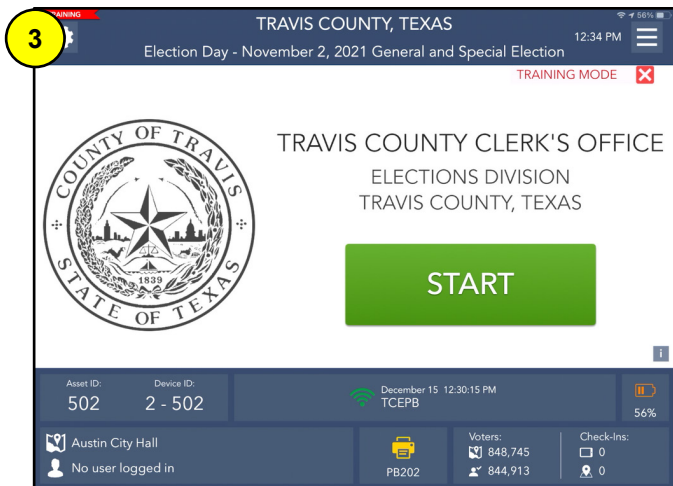 TRAINING
3
TRAVIS COUNTY, TEXAS
Election Day - November 2, 2021 General and Special Election
12:34 PM
56%
TRAINING MODE
COUNTY OF TRAVIS
STATE OF TEXAS
1839
TRAVIS COUNTY CLERK'S OFFICE
ELECTIONS DIVISION
TRAVIS COUNTY, TEXAS
START
i
Asset ID:
502
Device ID:
2 - 502
December 15 12:30:15 PM
TCEPB
56%
Austin City Hall
No user logged in
PB202
Voters:
848,745
844,913
Check-Ins:
0
0